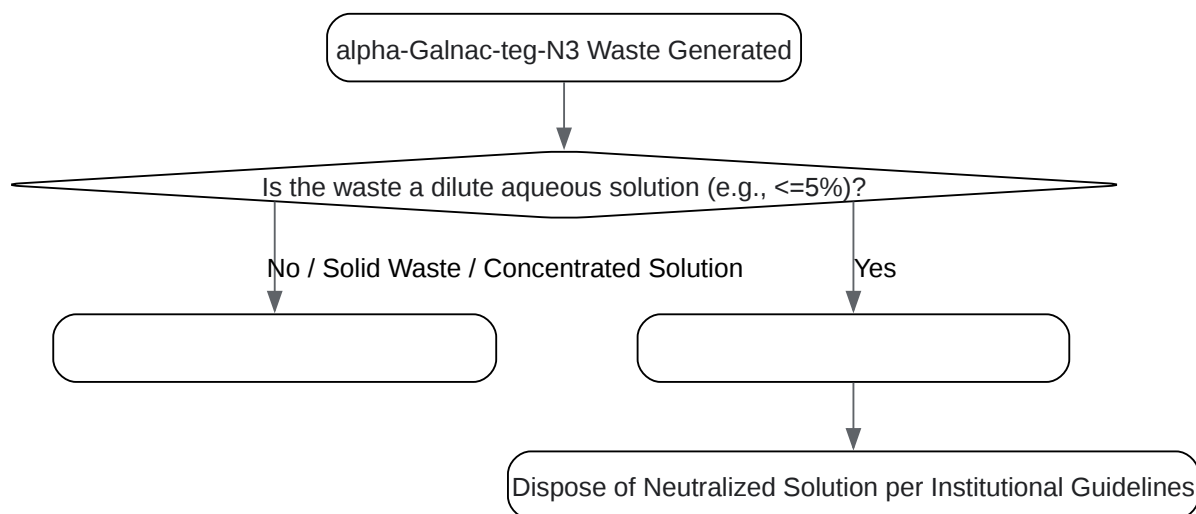 alpha-Galnac-teg-N3 Waste Generated
Is the waste a dilute aqueous solution (e.g., <=5%)?
No / Solid Waste / Concentrated Solution
Yes
Dispose of Neutralized Solution per Institutional Guidelines